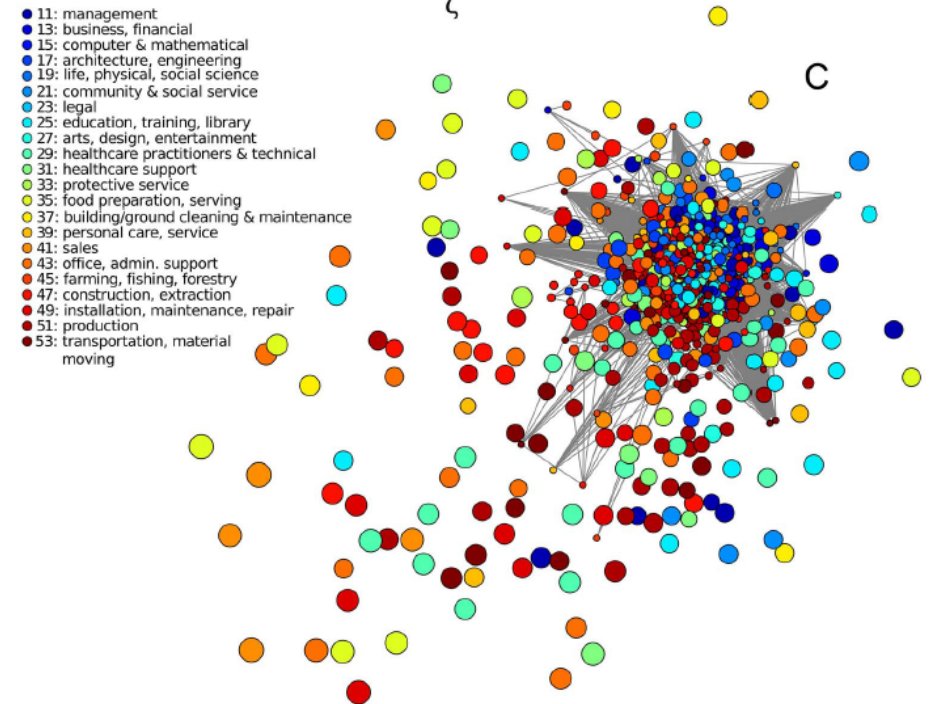 ζ
11: management
13: business, financial
15: computer & mathematical
17: architecture, engineering
19: life, physical, social science
21: community & social service
23: legal
25: education, training, library
27: arts, design, entertainment
29: healthcare practitioners & technical
31: healthcare support
33: protective service
35: food preparation, serving
37: building/ground cleaning & maintenance
39: personal care, service
41: sales
43: office, admin. support
45: farming, fishing, forestry
47: construction, extraction
49: installation, maintenance, repair
51: production
53: transportation, material
moving
C